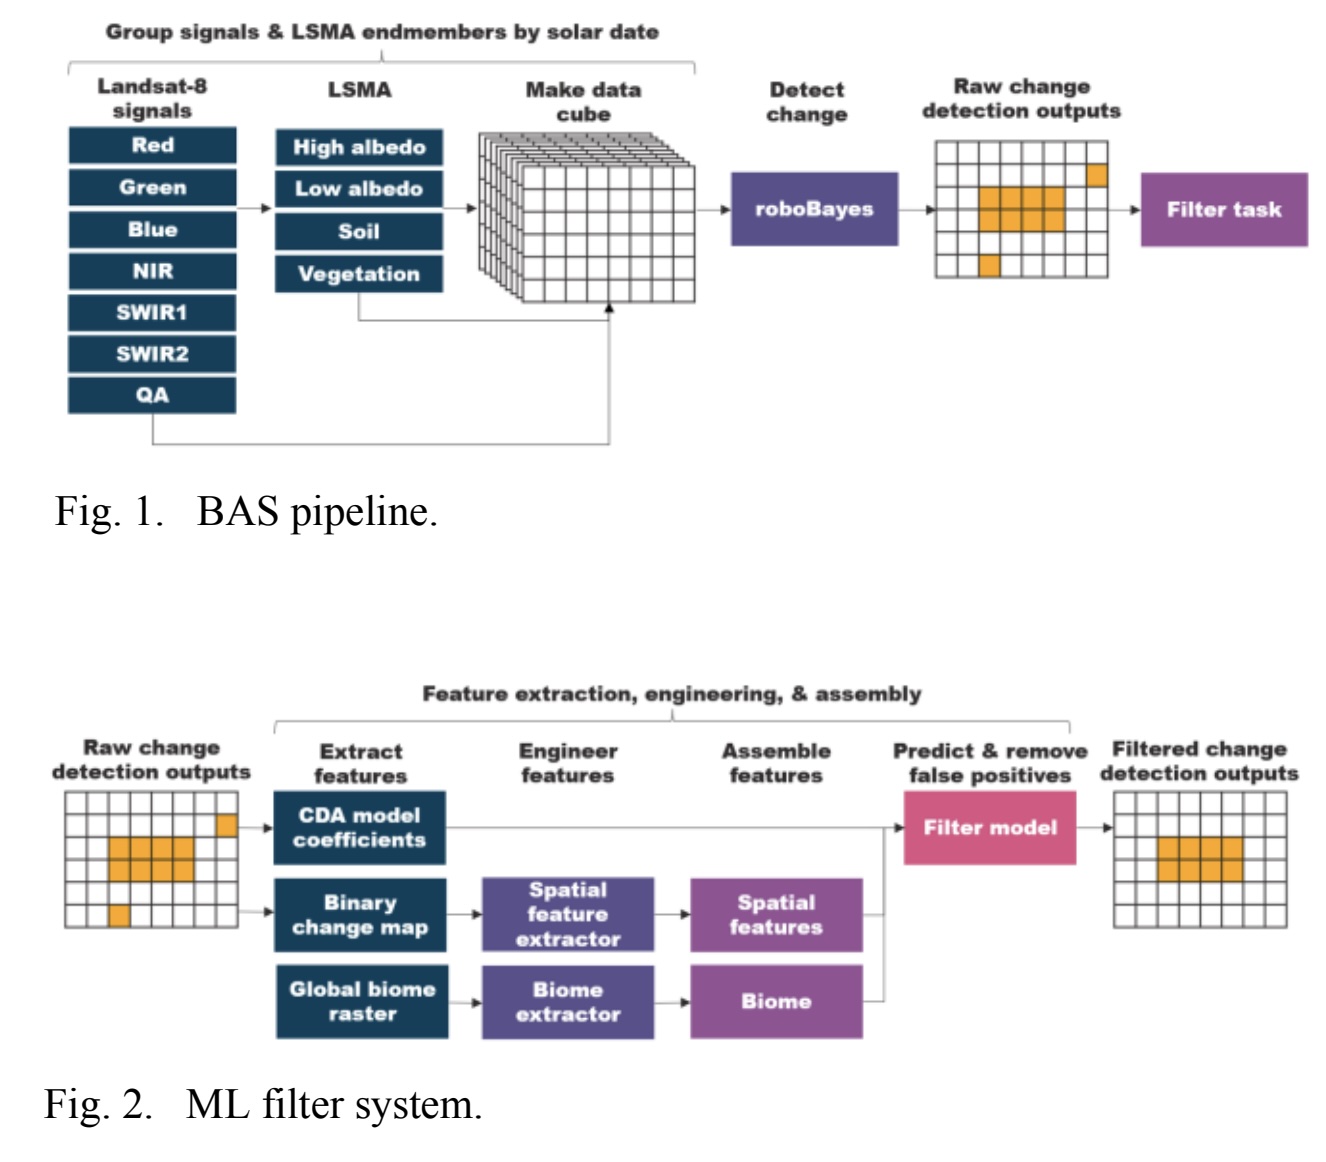 Group signals & LSMA endmembers by solar date
Landsat-8
signals
Red
Green
Blue
NIR
SWIR1
SWIR2
QA
LSMA
High albedo
Low albedo
Soil
Vegetation
Make data
cube
Detect
change
roboBayes
Raw change
detection outputs
Filter task
Fig. 1. BAS pipeline.
Feature extraction, engineering, & assembly
Raw change
detection outputs
Extract
features
CDA model
coefficients
Binary
change map
Global biome
raster
Engineer
features
Spatial
feature
extractor
Biome
extractor
Assemble
features
Spatial
features
Biome
Predict & remove
false positives
Filter model
Filtered change
detection outputs
Fig. 2. ML filter system.